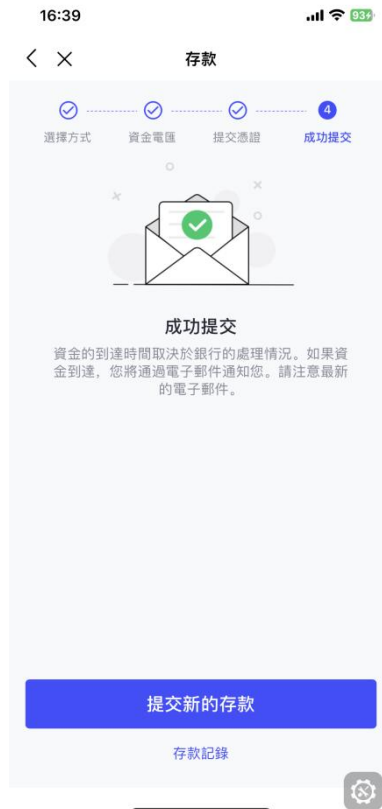 16:39
93
存款
4
選擇方式 資金電匯 提交憑證 成功提交
成功提交
資金的到達時間取決於銀行的處理情況。如果資
金到達，您將通過電子郵件通知您。請注意最新
的電子郵件。
提交新的存款
存款記錄